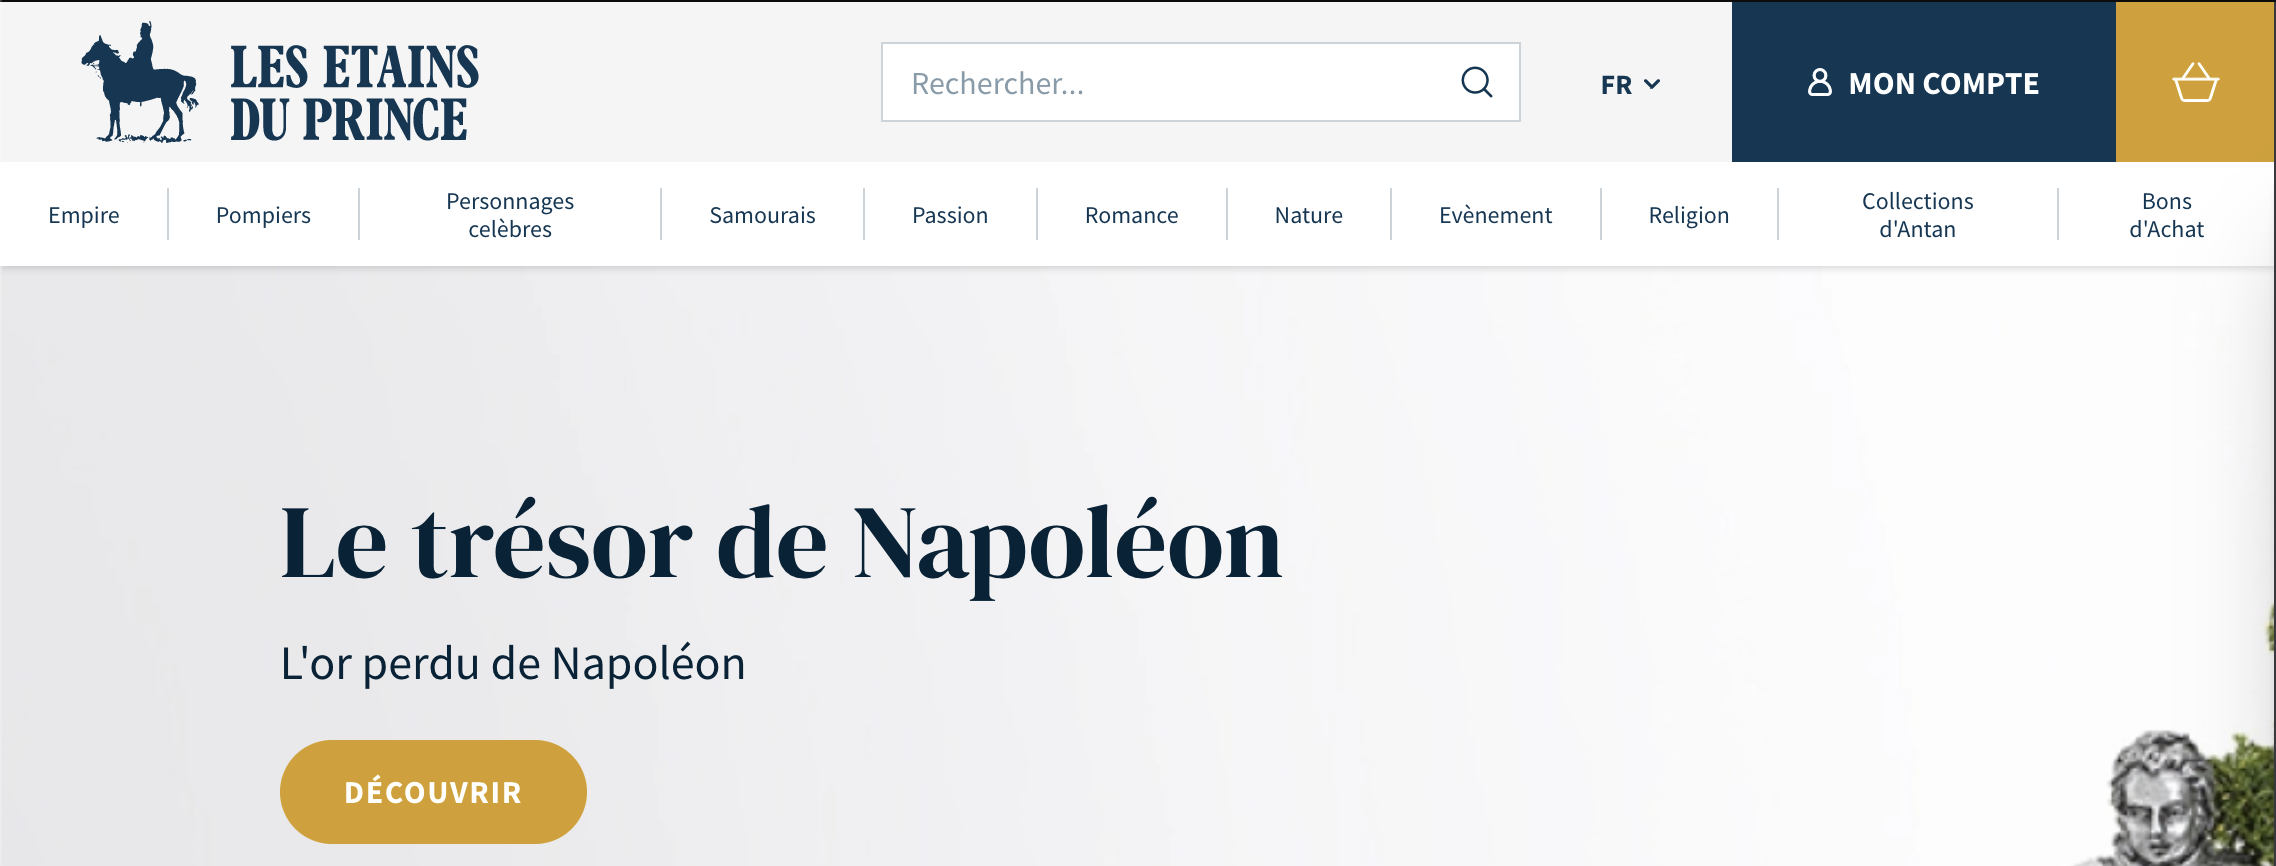 LES ETAINS
DU PRINCE
Rechercher...
FR
MON COMPTE
Empire
Pompiers
Personnages
celèbres
Samourais
Passion
Romance
Nature
Evènement
Religion
Collections
d'Antan
Bons
d'Achat
Le trésor de Napoléon
L'or perdu de Napoléon
DÉCOUVRIR